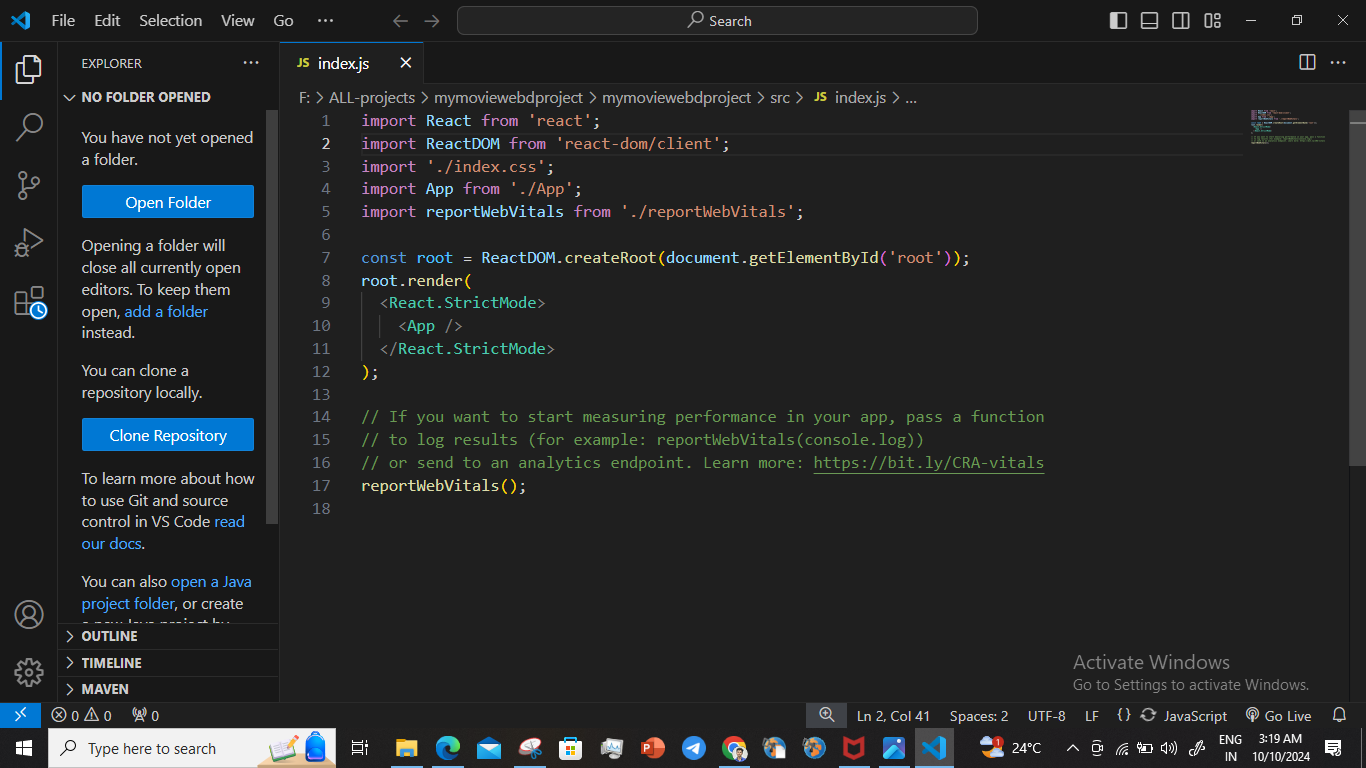 File Edit Selection View Go ··· Search
EXPLORER ···
NO FOLDER OPENED
You have not yet opened
a folder.
Open Folder
Opening a folder will
close all currently open
editors. To keep them
open, add a folder
instead.
You can clone a
repository locally.
Clone Repository
To learn more about how
to use Git and source
control in VS Code read
our docs.
You can also open a Java
project folder, or create
a new Java project by
OUTLINE
TIMELINE
MAVEN
JS index.js
F: > ALL-projects > mymoviewebdproject > mymoviewebdproject > src > JS index.js > ...
1 import React from 'react';
2 import ReactDOM from 'react-dom/client';
3 import './index.css';
4 import App from './App';
5 import reportWebVitals from './reportWebVitals';
6
7 const root = ReactDOM.createRoot(document.getElementById('root'));
8 root.render(
9 <React.StrictMode>
10 <App />
11 </React.StrictMode>
12 );
13
14 // If you want to start measuring performance in your app, pass a function
15 // to log results (for example: reportWebVitals(console.log))
16 // or send to an analytics endpoint. Learn more: https://bit.ly/CRA-vitals
17 reportWebVitals();
18
Activate Windows
Go to Settings to activate Windows.
0 0 0 Ln 2, Col 41 Spaces: 2 UTF-8 LF {} JavaScript Go Live
Type here to search 1 24°C ENG 3:19 AM
IN 10/10/2024